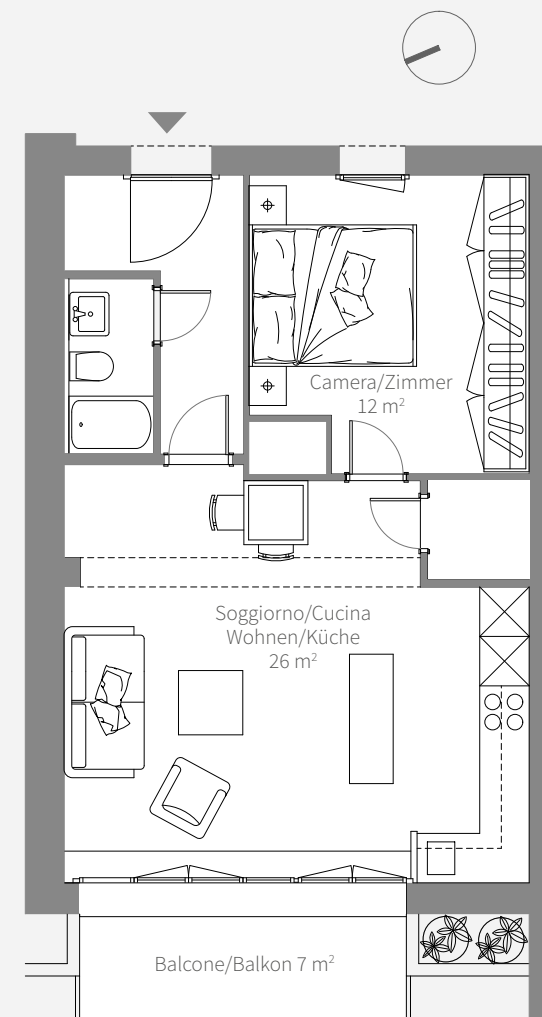 Camera/Zimmer
12 m²
Soggiorno/Cucina
Wohnen/Küche
26 m²
Balcone/Balkon 7 m²